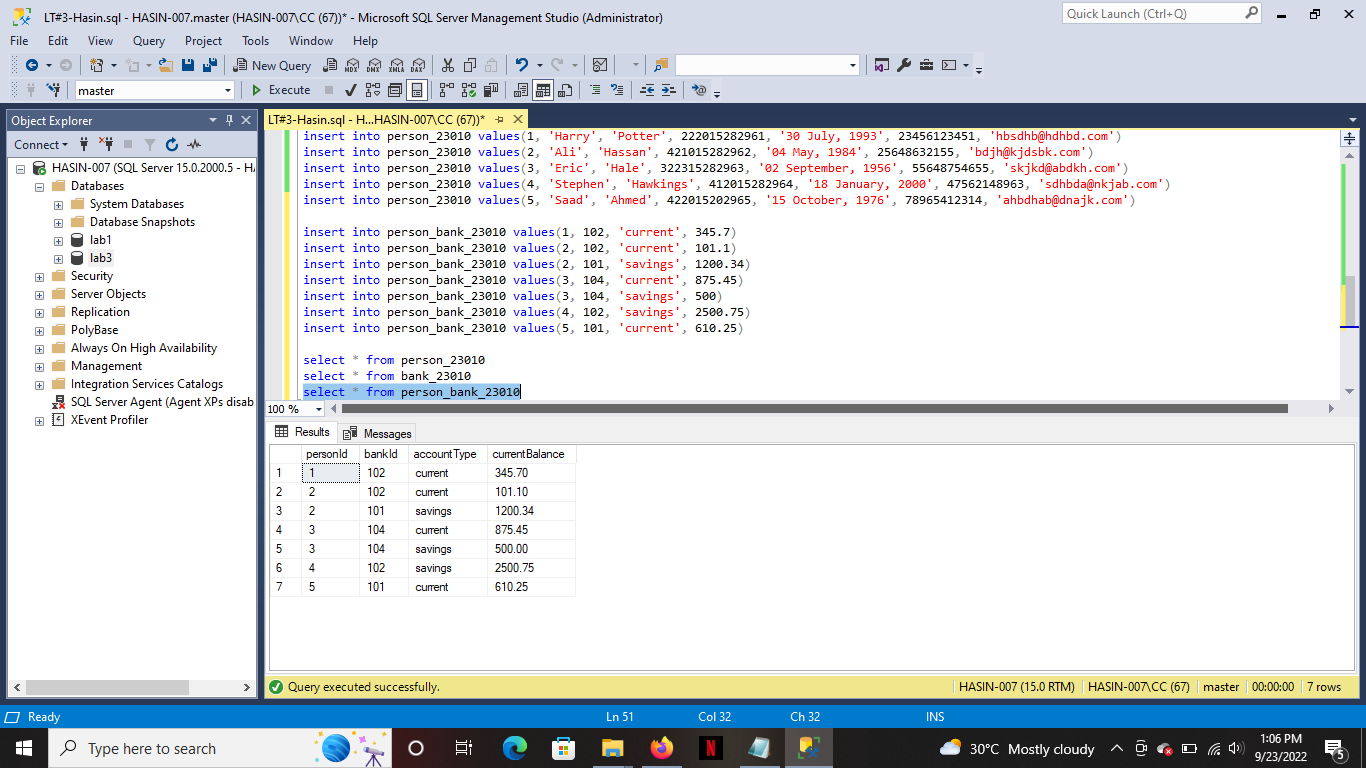 LT#3-Hasin.sql - HASIN-007.master (HASIN-007\CC (67))* - Microsoft SQL Server Management Studio (Administrator)
Quick Launch (Ctrl+Q)
File Edit View Query Project Tools Window Help
New Query MDX DMX XMLA DAX
master Execute
Object Explorer
Connect
HASIN-007 (SQL Server 15.0.2000.5 - HA
Databases
System Databases
Database Snapshots
lab1
lab3
Security
Server Objects
Replication
PolyBase
Always On High Availability
Management
Integration Services Catalogs
SQL Server Agent (Agent XPs disab
XEvent Profiler
LT#3-Hasin.sql - H...HASIN-007\CC (67))*
insert into person_23010 values(1, 'Harry', 'Potter', 222015282961, '30 July, 1993', 23456123451, 'hbsdhb@hdhbd.com')
insert into person_23010 values(2, 'Ali', 'Hassan', 421015282962, '04 May, 1984', 25648632155, 'bdjh@kjdsbk.com')
insert into person_23010 values(3, 'Eric', 'Hale', 322315282963, '02 September, 1956', 55648754655, 'skjkd@abdkh.com')
insert into person_23010 values(4, 'Stephen', 'Hawkings', 412015282964, '18 January, 2000', 47562148963, 'sdhbda@nkjab.com')
insert into person_23010 values(5, 'Saad', 'Ahmed', 422015202965, '15 October, 1976', 78965412314, 'ahbdhab@dnajk.com')
insert into person_bank_23010 values(1, 102, 'current', 345.7)
insert into person_bank_23010 values(2, 102, 'current', 101.1)
insert into person_bank_23010 values(2, 101, 'savings', 1200.34)
insert into person_bank_23010 values(3, 104, 'current', 875.45)
insert into person_bank_23010 values(3, 104, 'savings', 500)
insert into person_bank_23010 values(4, 102, 'savings', 2500.75)
insert into person_bank_23010 values(5, 101, 'current', 610.25)
select * from person_23010
select * from bank_23010
select * from person_bank_23010
100 %
Results Messages
personId bankId accountType currentBalance
1 1 102 current 345.70
2 2 102 current 101.10
3 2 101 savings 1200.34
4 3 104 current 875.45
5 3 104 savings 500.00
6 4 102 savings 2500.75
7 5 101 current 610.25
Query executed successfully. HASIN-007 (15.0 RTM) HASIN-007\CC (67) master 00:00:00 7 rows
Ready Ln 51 Col 32 Ch 32 INS
Type here to search N 30°C Mostly cloudy 1:06 PM
9/23/2022 5